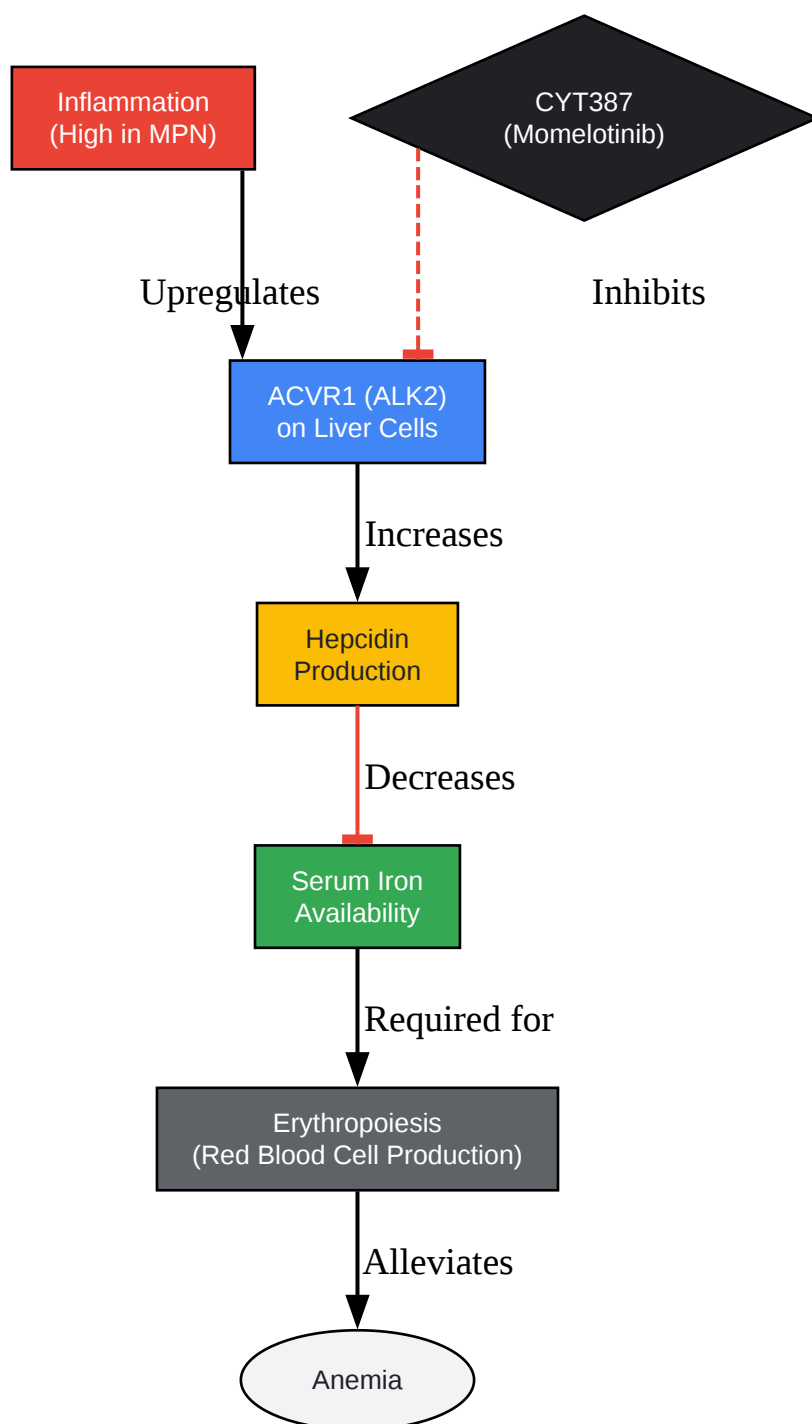 Inflammation
(High in MPN)
CYT387
(Momelotinib)
Upregulates
Inhibits
ACVR1 (ALK2)
on Liver Cells
Increases
Hepcidin
Production
Decreases
Serum Iron
Availability
Required for
Erythropoiesis
(Red Blood Cell Production)
Alleviates
Anemia